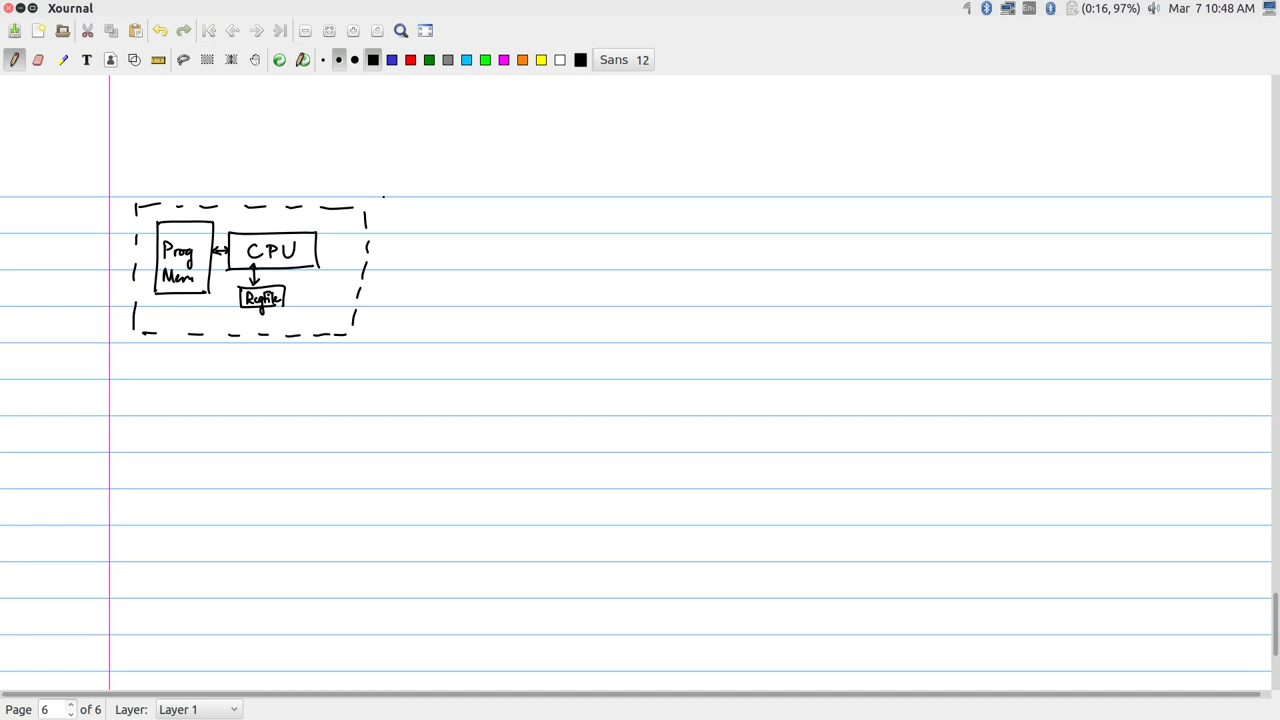 Xournal
(0:16, 97%)
Mar 7 10:48 AM
En
Sans 12
Prog
Mem
CPU
Regfile
Page 6 of 6
Layer: Layer 1